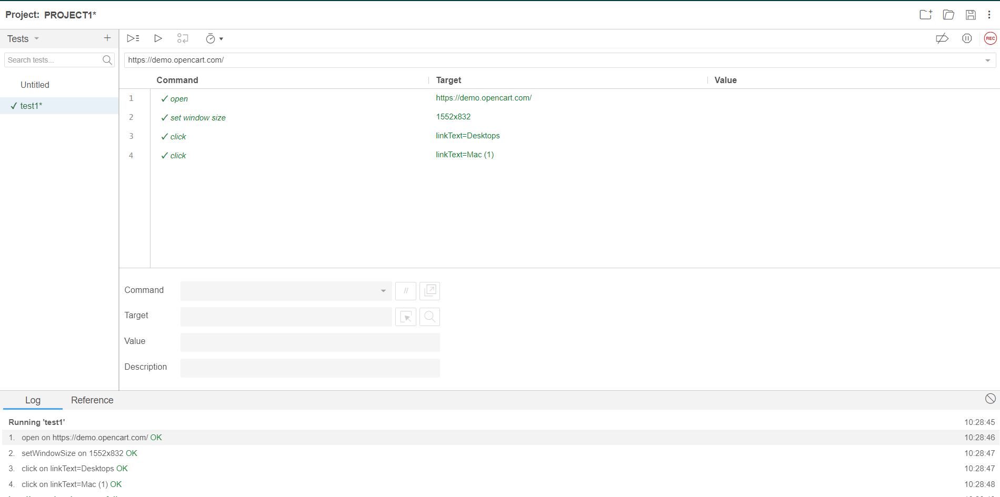 Project: PROJECT1*
Tests
Search tests...
Untitled
✓ test1*
REC
https://demo.opencart.com/
Command Target Value
1 ✓ open https://demo.opencart.com/
2 ✓ set window size 1552x832
3 ✓ click linkText=Desktops
4 ✓ click linkText=Mac (1)
Command //
Target
Value
Description
Log Reference
Running 'test1' 10:28:45
1. open on https://demo.opencart.com/ OK 10:28:46
2. setWindowSize on 1552x832 OK 10:28:47
3. click on linkText=Desktops OK 10:28:47
4. click on linkText=Mac (1) OK 10:28:48